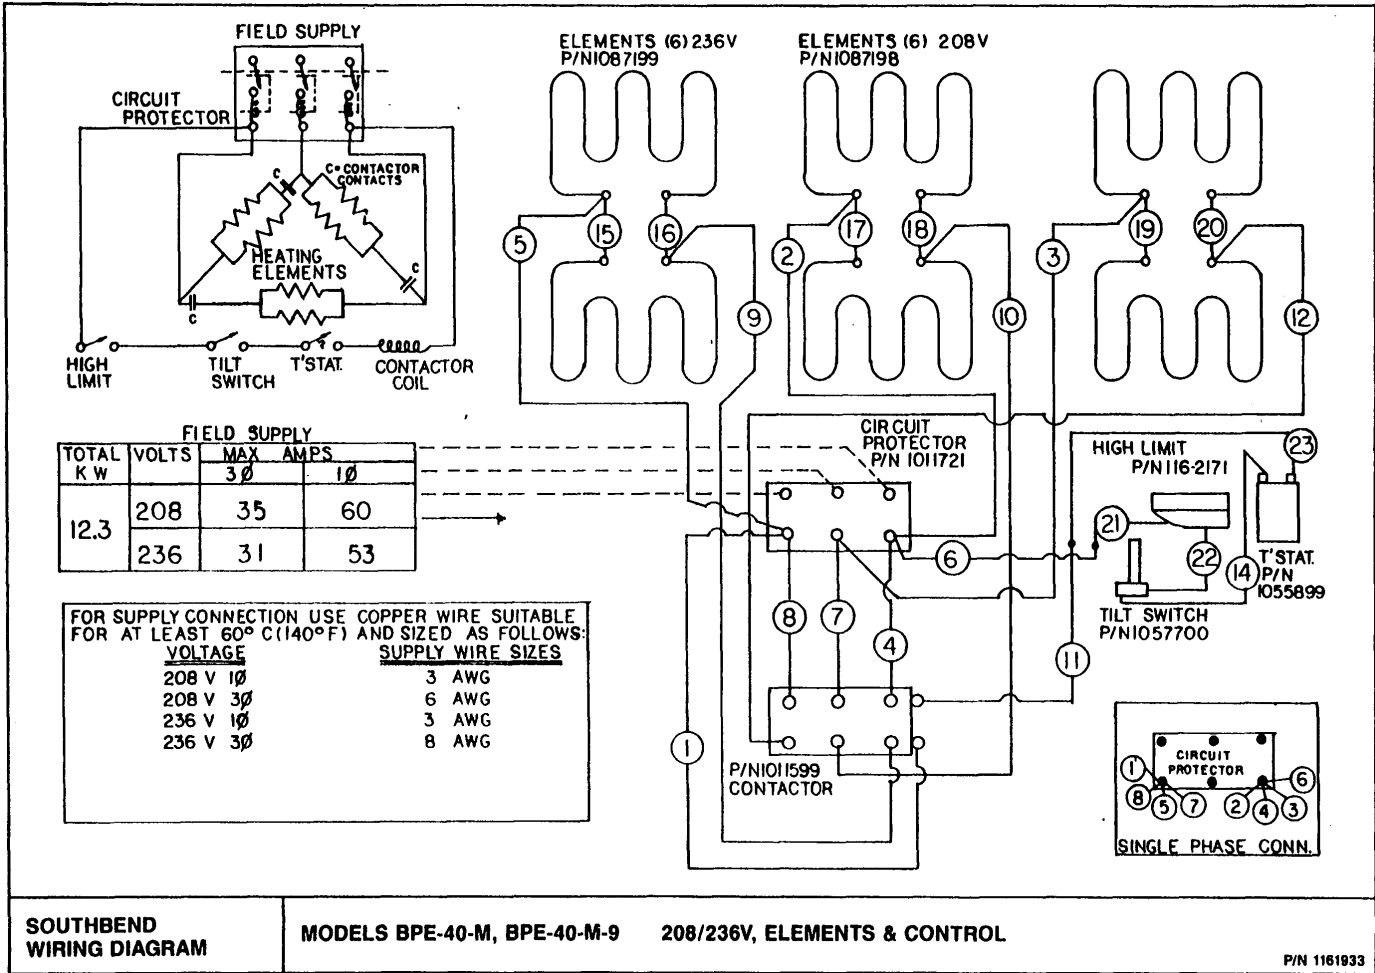 FIELD SUPPLY
CIRCUIT
PROTECTOR
C=CONTACTOR
CONTACTS
C
HEATING
ELEMENTS
C
C
HIGH
LIMIT
TILT
SWITCH
T'STAT.
CONTACTOR
COIL
ELEMENTS (6) 236V
P/N1087199
ELEMENTS (6) 208V
P/N1087198
5
15
16
9
2
17
18
10
3
19
20
12
FIELD SUPPLY
TOTAL KW VOLTS MAX AMPS
3Ø 1Ø
12.3 208 35 60
236 31 53
FOR SUPPLY CONNECTION USE COPPER WIRE SUITABLE
FOR AT LEAST 60°C(140°F) AND SIZED AS FOLLOWS:
VOLTAGE SUPPLY WIRE SIZES
208 V 1Ø 3 AWG
208 V 3Ø 6 AWG
236 V 1Ø 3 AWG
236 V 3Ø 8 AWG
CIRCUIT
PROTECTOR
P/N 1011721
6
8
7
4
1
11
P/N1011599
CONTACTOR
HIGH LIMIT
P/N116-2171
23
21
22
14
T'STAT.
P/N
1055899
TILT SWITCH
P/N1057700
CIRCUIT
PROTECTOR
1
8
5
7
2
4
3
6
SINGLE PHASE CONN.
SOUTHBEND
WIRING DIAGRAM
MODELS BPE-40-M, BPE-40-M-9 208/236V, ELEMENTS & CONTROL
P/N 1161933